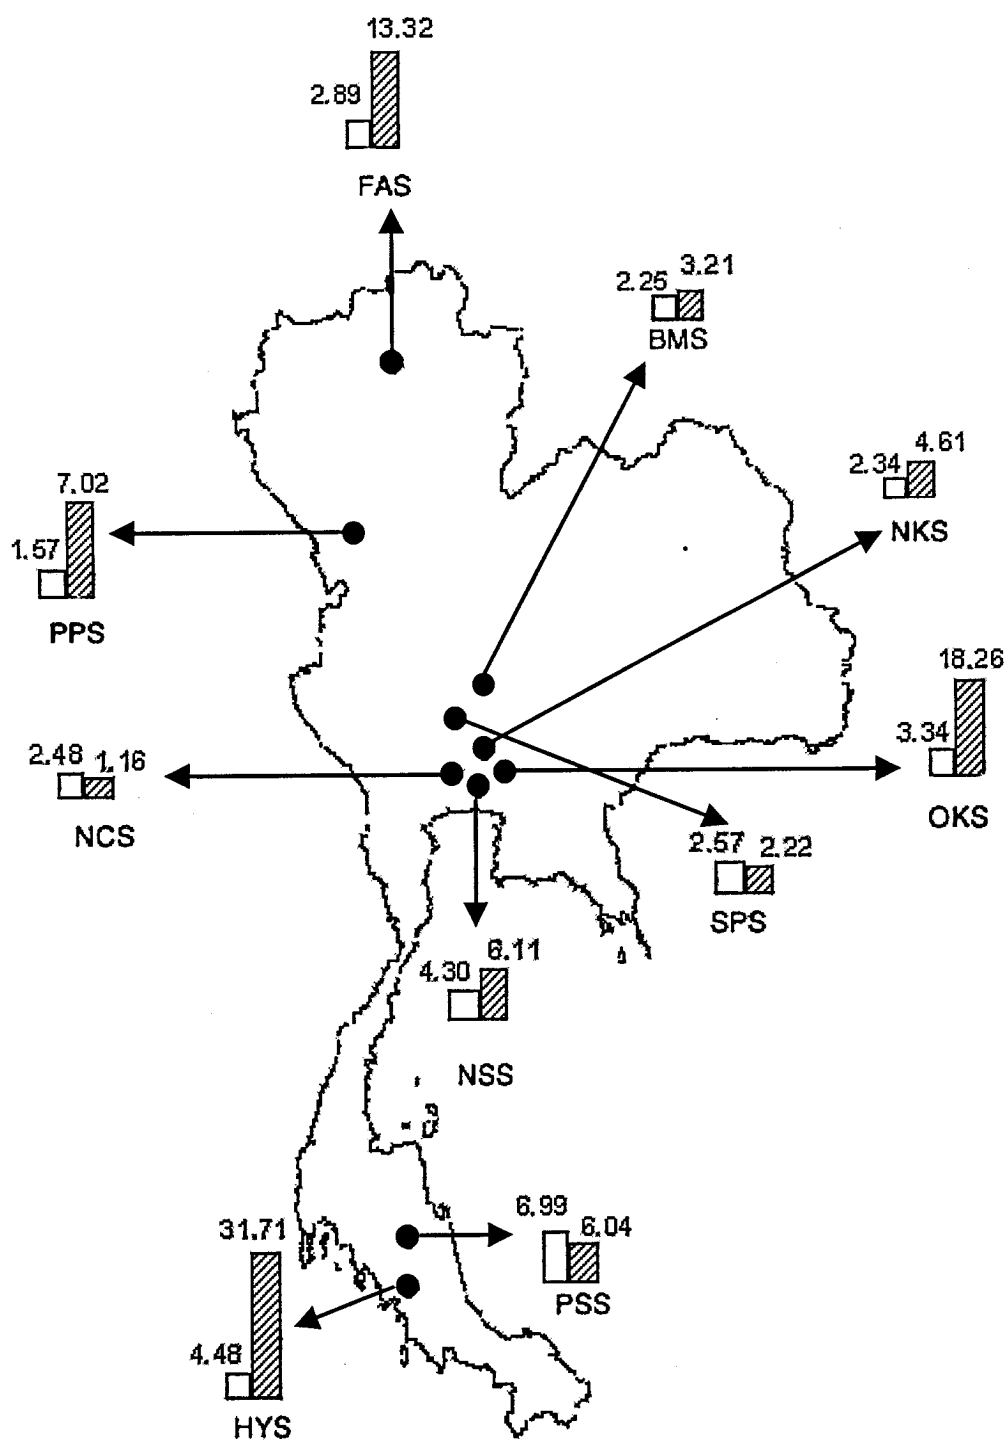 13.32
2.89
FAS
2.25 3.21
BMS
4.61
2.34
NKS
7.02
1.57
PPS
18.26
3.34
OKS
2.48 1.16
NCS
2.57 2.22
SPS
6.11
4.30
NSS
6.99
6.04
PSS
31.71
4.48
HYS